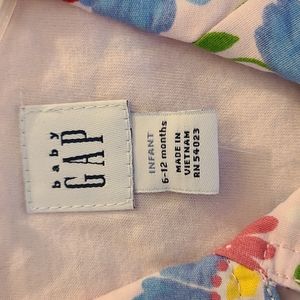 baby
GAP
INFANT
6-12 months
MADE IN
VIETNAM
RN 54023